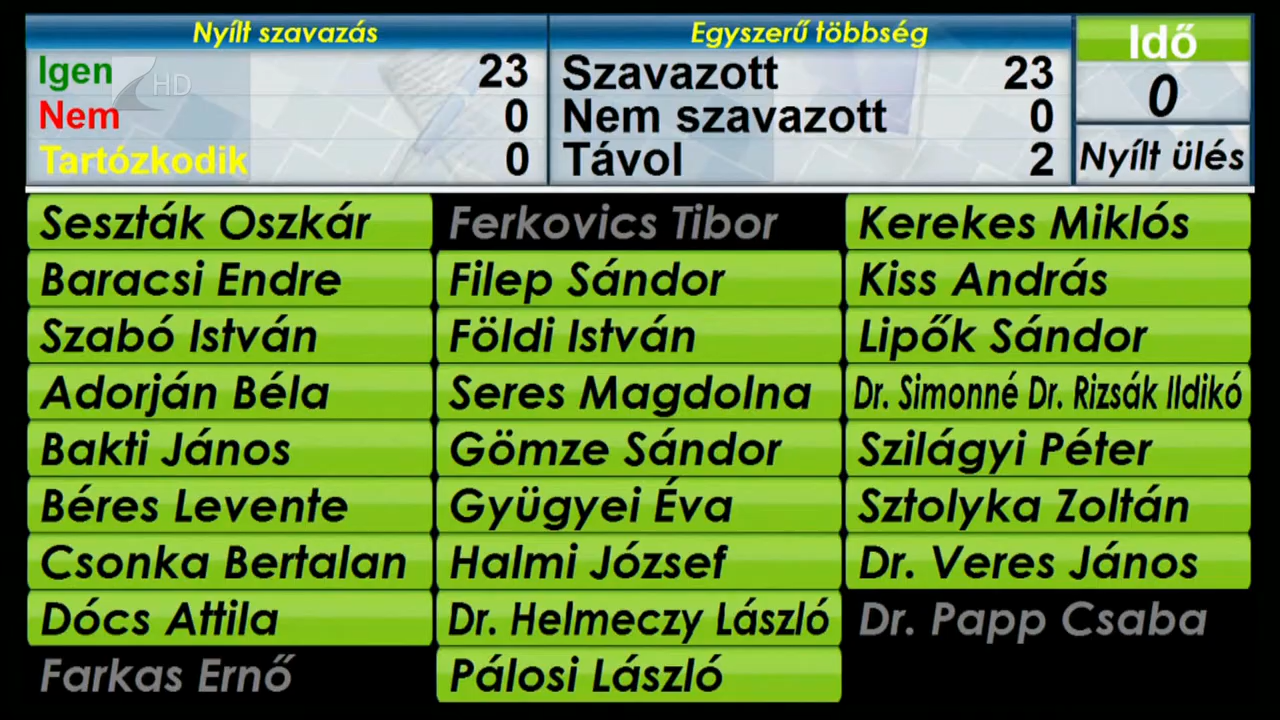 Nyílt szavazás
Igen 23
Nem 0
Tartózkodik 0
HD
Egyszerű többség
Szavazott 23
Nem szavazott 0
Távol 2
Idő
0
Nyílt ülés
Seszták Oszkár
Baracsi Endre
Szabó István
Adorján Béla
Bakti János
Béres Levente
Csonka Bertalan
Dócs Attila
Farkas Ernő
Ferkovics Tibor
Filep Sándor
Földi István
Seres Magdolna
Gömze Sándor
Gyügyei Éva
Halmi József
Dr. Helmeczy László
Pálosi László
Kerekes Miklós
Kiss András
Lipők Sándor
Dr. Simonné Dr. Rizsák Ildikó
Szilágyi Péter
Sztolyka Zoltán
Dr. Veres János
Dr. Papp Csaba